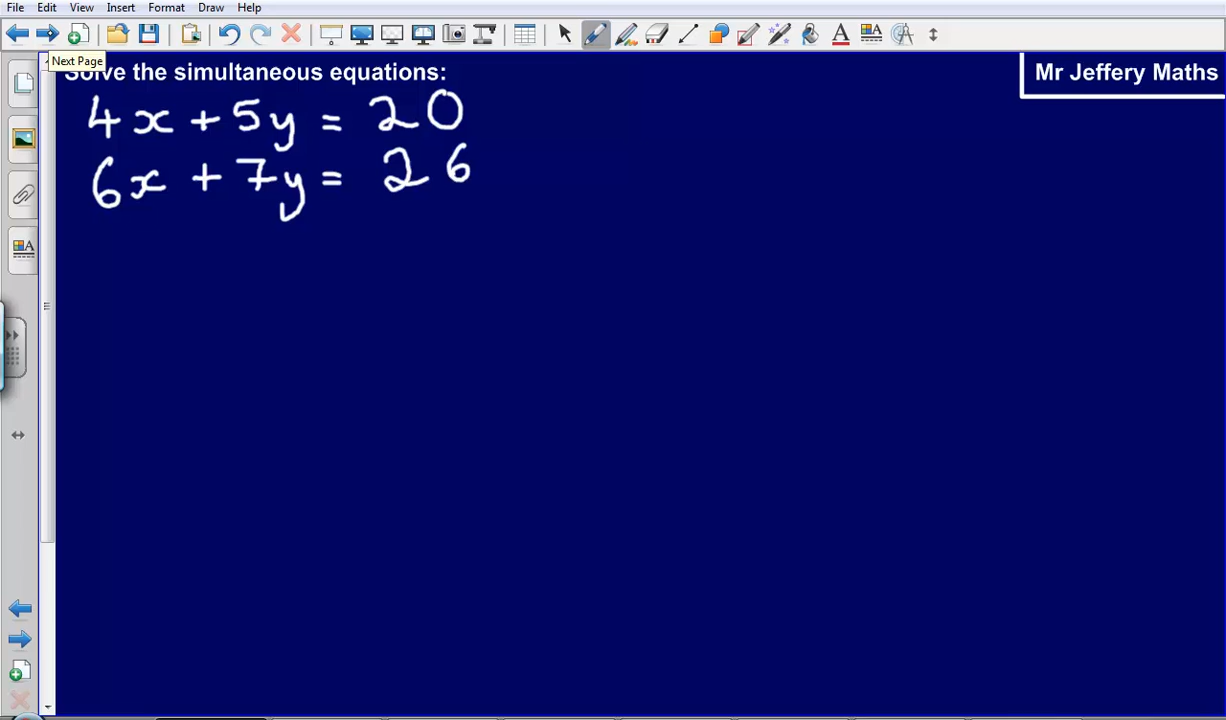 File Edit View Insert Format Draw Help
Next Page
Solve the simultaneous equations:
Mr Jeffery Maths
4x + 5y = 20
6x + 7y = 26